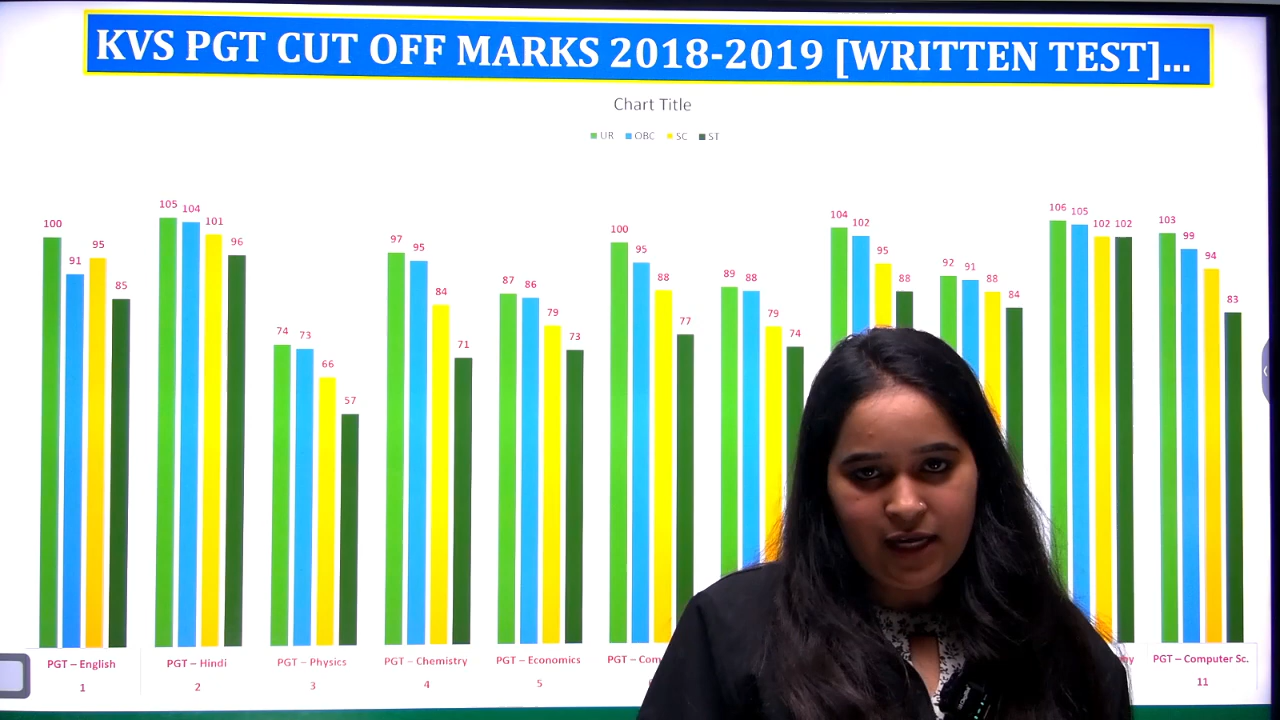 KVS PGT CUT OFF MARKS 2018-2019 [WRITTEN TEST]...
Chart Title
UR OBC SC ST
100 91 95 85
105 104 101 96
74 73 66 57
97 95 84 71
87 86 79 73
100 95 88 77
89 88 79 74
104 102 95 88
92 91 88 84
106 105 102 102
103 99 94 83
PGT – English PGT – Hindi PGT – Physics PGT – Chemistry PGT – Economics PGT – PGT – Computer Sc.
1 2 3 4 5 11